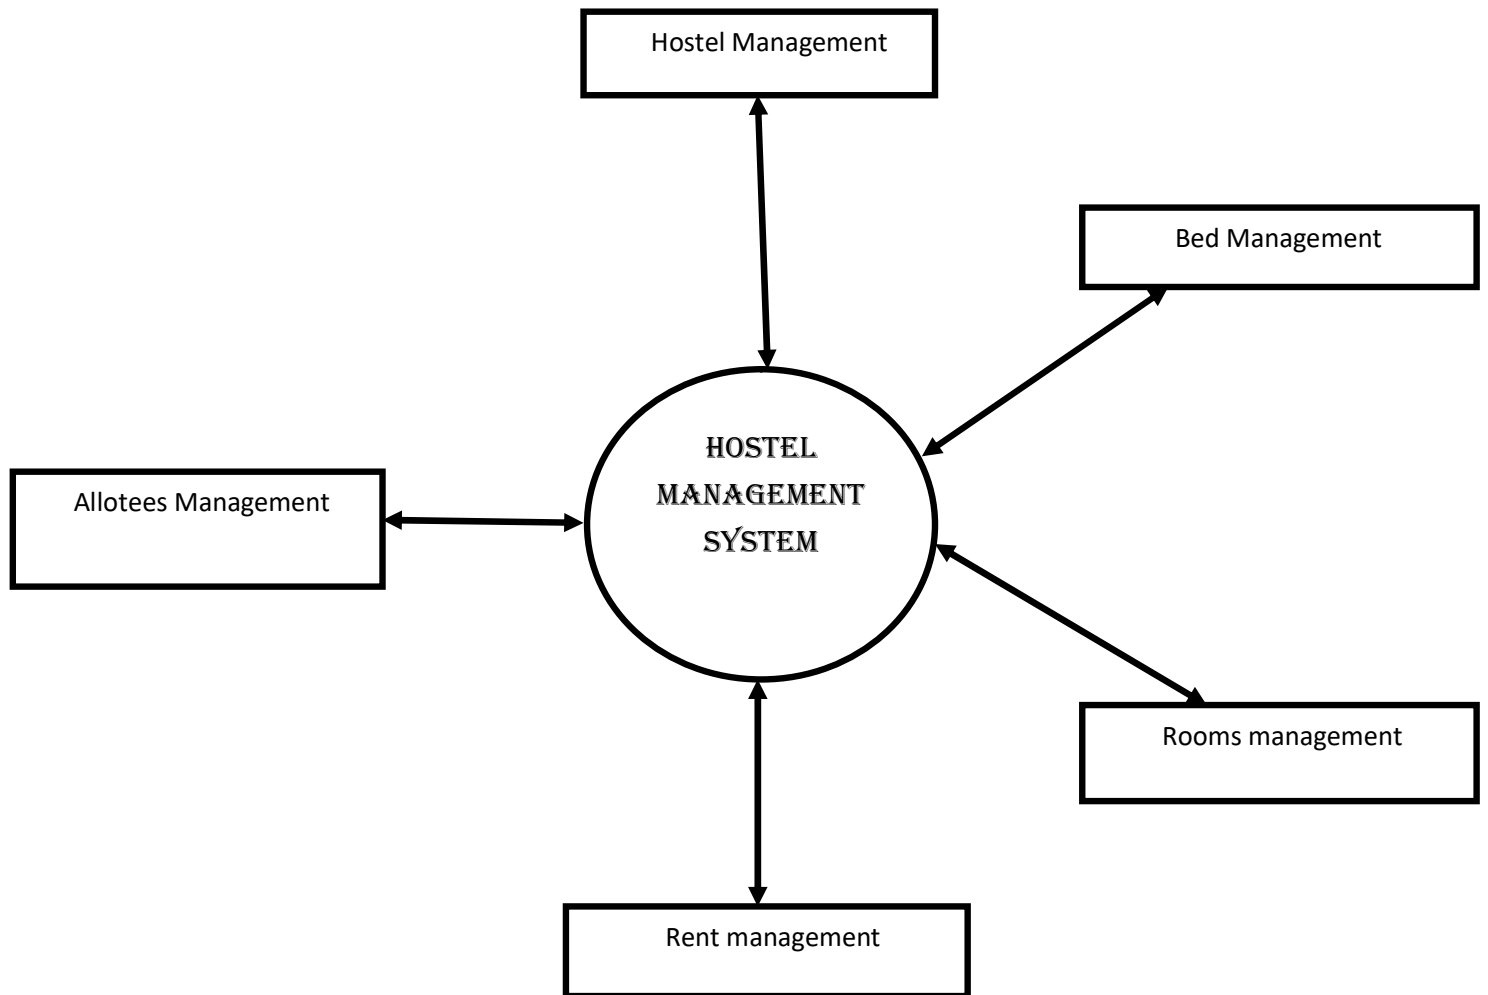 Hostel Management
Bed Management
HOSTEL
MANAGEMENT
SYSTEM
Allotees Management
Rooms management
Rent management